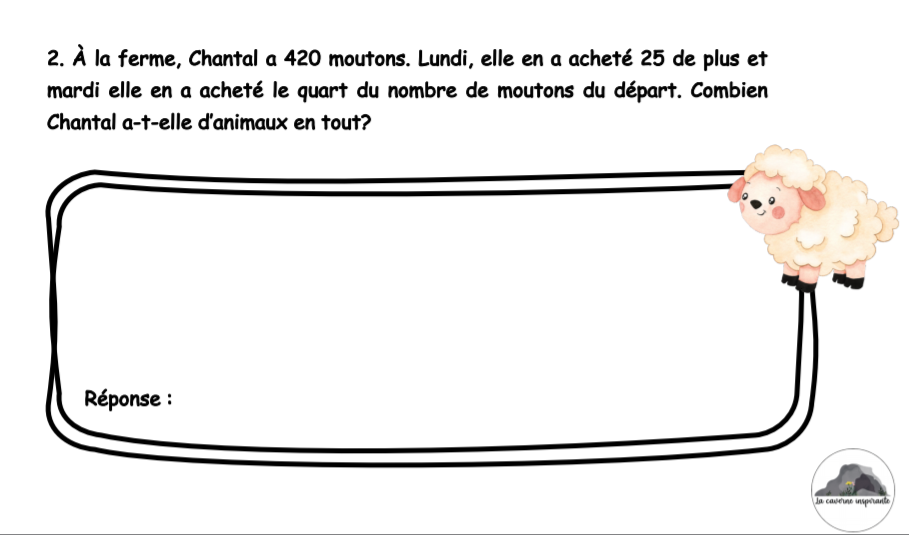 2. À la ferme, Chantal a 420 moutons. Lundi, elle en a acheté 25 de plus et
mardi elle en a acheté le quart du nombre de moutons du départ. Combien
Chantal a-t-elle d'animaux en tout?
Réponse :
La caverne inspirante